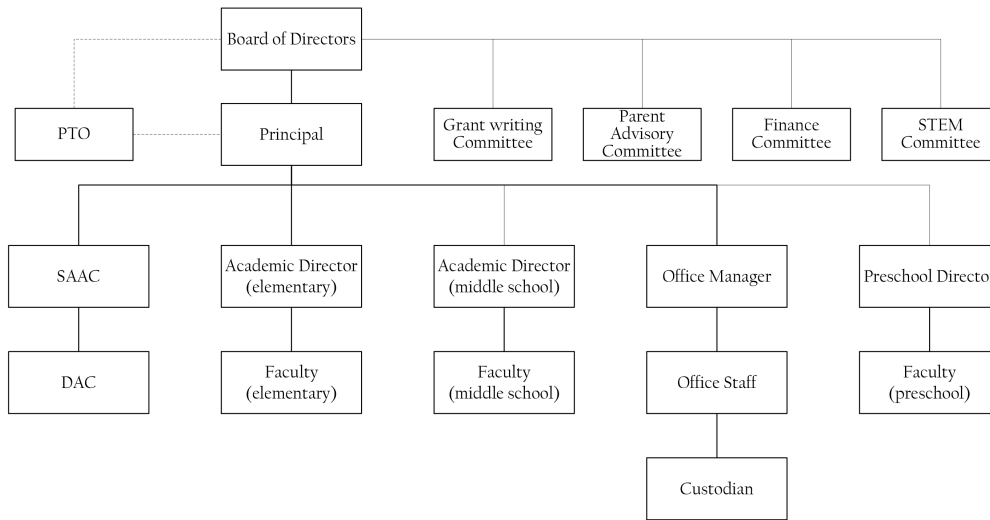 Board of Directors
PTO
Principal
Grant writing
Committee
Parent
Advisory
Committee
Finance
Committee
STEM
Committee
SAAC
Academic Director
(elementary)
Academic Director
(middle school)
Office Manager
Preschool Director
DAC
Faculty
(elementary)
Faculty
(middle school)
Office Staff
Faculty
(preschool)
Custodian